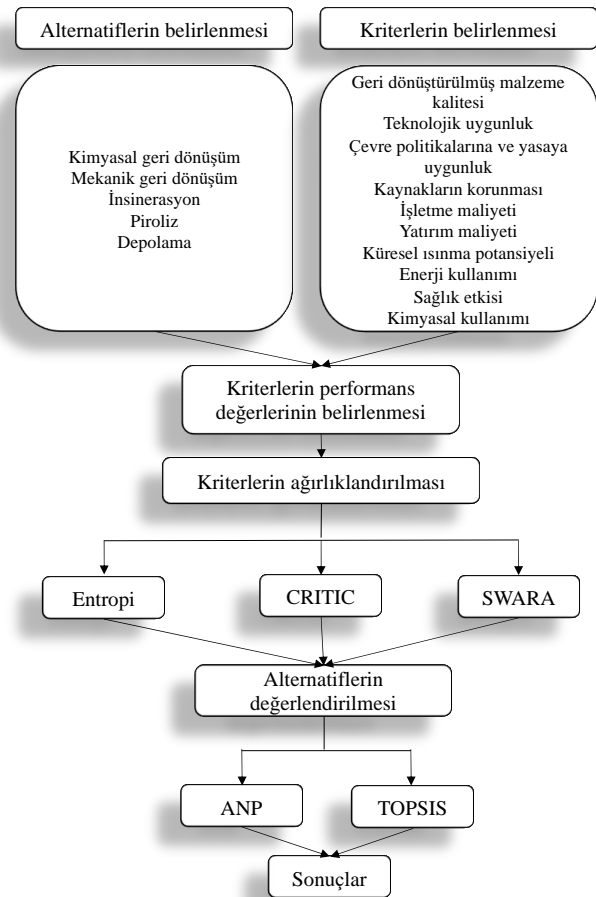 Alternatiflerin belirlenmesi
Kriterlerin belirlenmesi
Kimyasal geri dönüşüm
Mekanik geri dönüşüm
İnsinerasyon
Piroliz
Depolama
Geri dönüştürülmüş malzeme
kalitesi
Teknolojik uygunluk
Çevre politikalarına ve yasaya
uygunluk
Kaynakların korunması
İşletme maliyeti
Yatırım maliyeti
Küresel ısınma potansiyeli
Enerji kullanımı
Sağlık etkisi
Kimyasal kullanımı
Kriterlerin performans
değerlerinin belirlenmesi
Kriterlerin ağırlıklandırılması
Entropi
CRITIC
SWARA
Alternatiflerin
değerlendirilmesi
ANP
TOPSIS
Sonuçlar